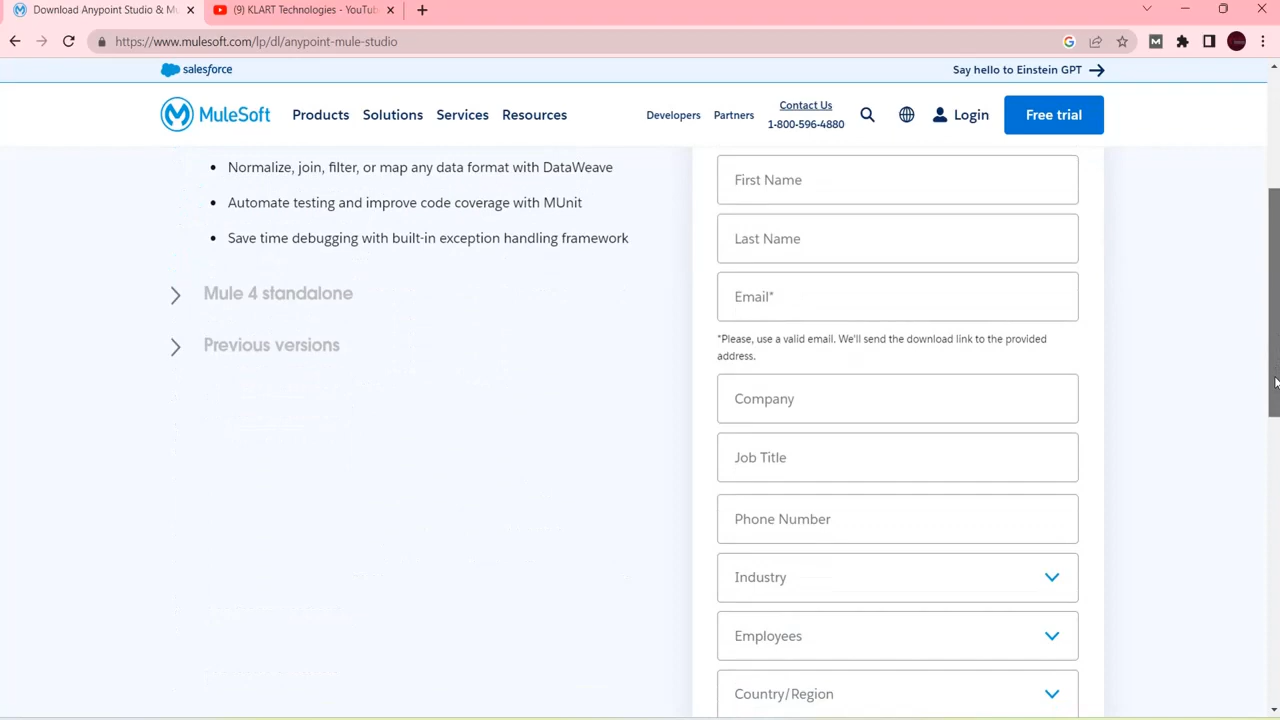 Download Anypoint Studio & Mu
(9) KLART Technologies - YouTub
https://www.mulesoft.com/lp/dl/anypoint-mule-studio
salesforce
Say hello to Einstein GPT
MuleSoft
Products
Solutions
Services
Resources
Developers
Partners
Contact Us
1-800-596-4880
Login
Free trial
• Normalize, join, filter, or map any data format with DataWeave
• Automate testing and improve code coverage with MUnit
• Save time debugging with built-in exception handling framework
Mule 4 standalone
Previous versions
First Name
Last Name
Email*
*Please, use a valid email. We'll send the download link to the provided
address.
Company
Job Title
Phone Number
Industry
Employees
Country/Region